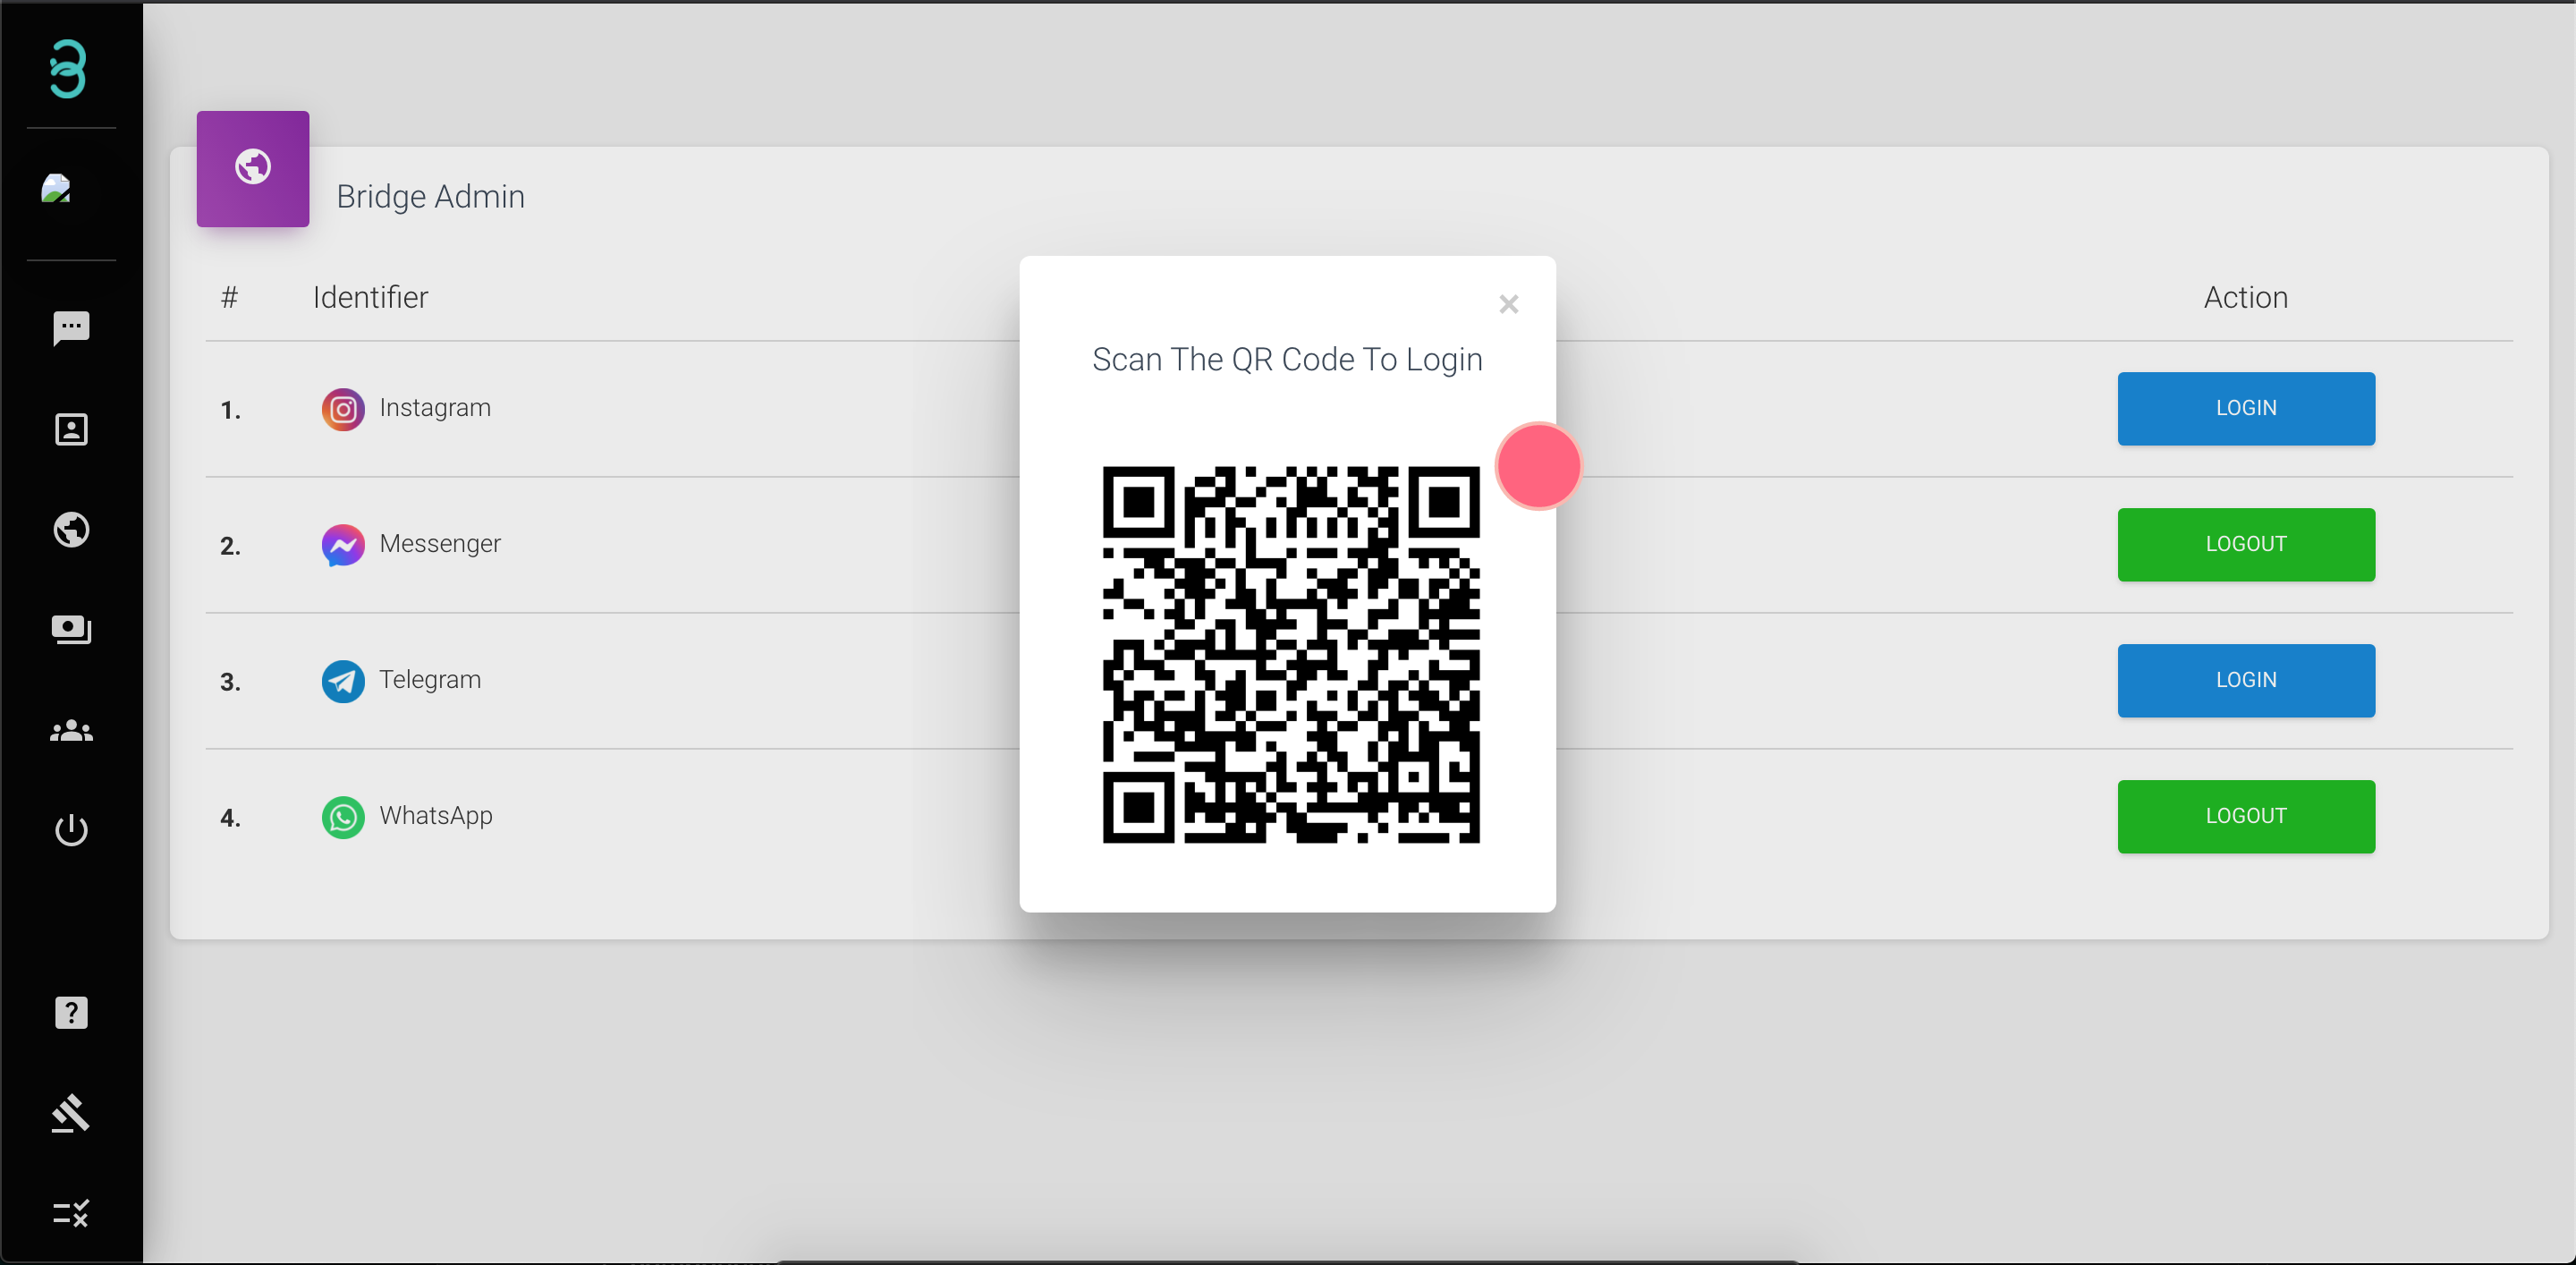 Bridge Admin
# Identifier Action
Scan The QR Code To Login
1. Instagram LOGIN
2. Messenger LOGOUT
3. Telegram LOGIN
4. WhatsApp LOGOUT